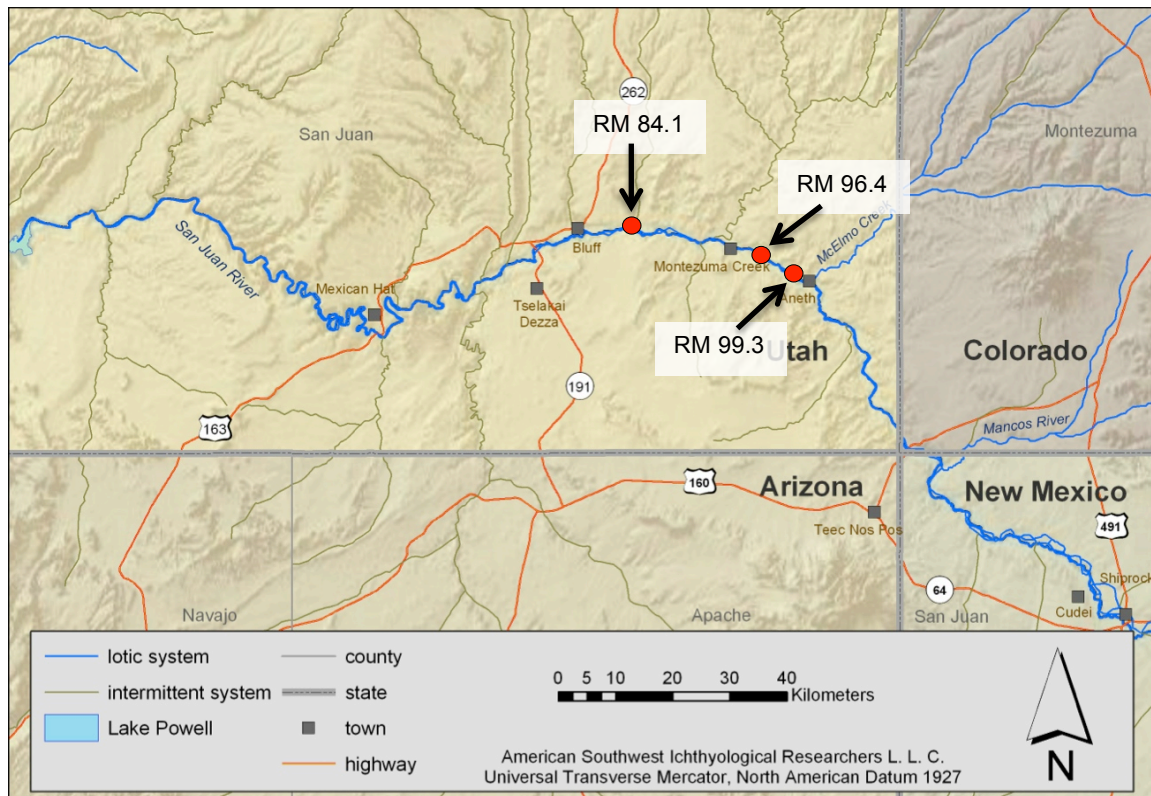 262
RM 84.1
San Juan
Montezuma
RM 96.4
McElmo Creek
San Juan River
Bluff
Montezuma Creek
Aneth
Mexican Hat
Tselakai
Dezza
RM 99.3
Utah
Colorado
191
163
Mancos River
160
Arizona
New Mexico
Teec Nos Pos
491
Shiprock
64
Cudei
Navajo
Apache
San Juan
lotic system
intermittent system
Lake Powell
county
state
town
highway
0 5 10 20 30 40
Kilometers
American Southwest Ichthyological Researchers L. L. C.
Universal Transverse Mercator, North American Datum 1927
N